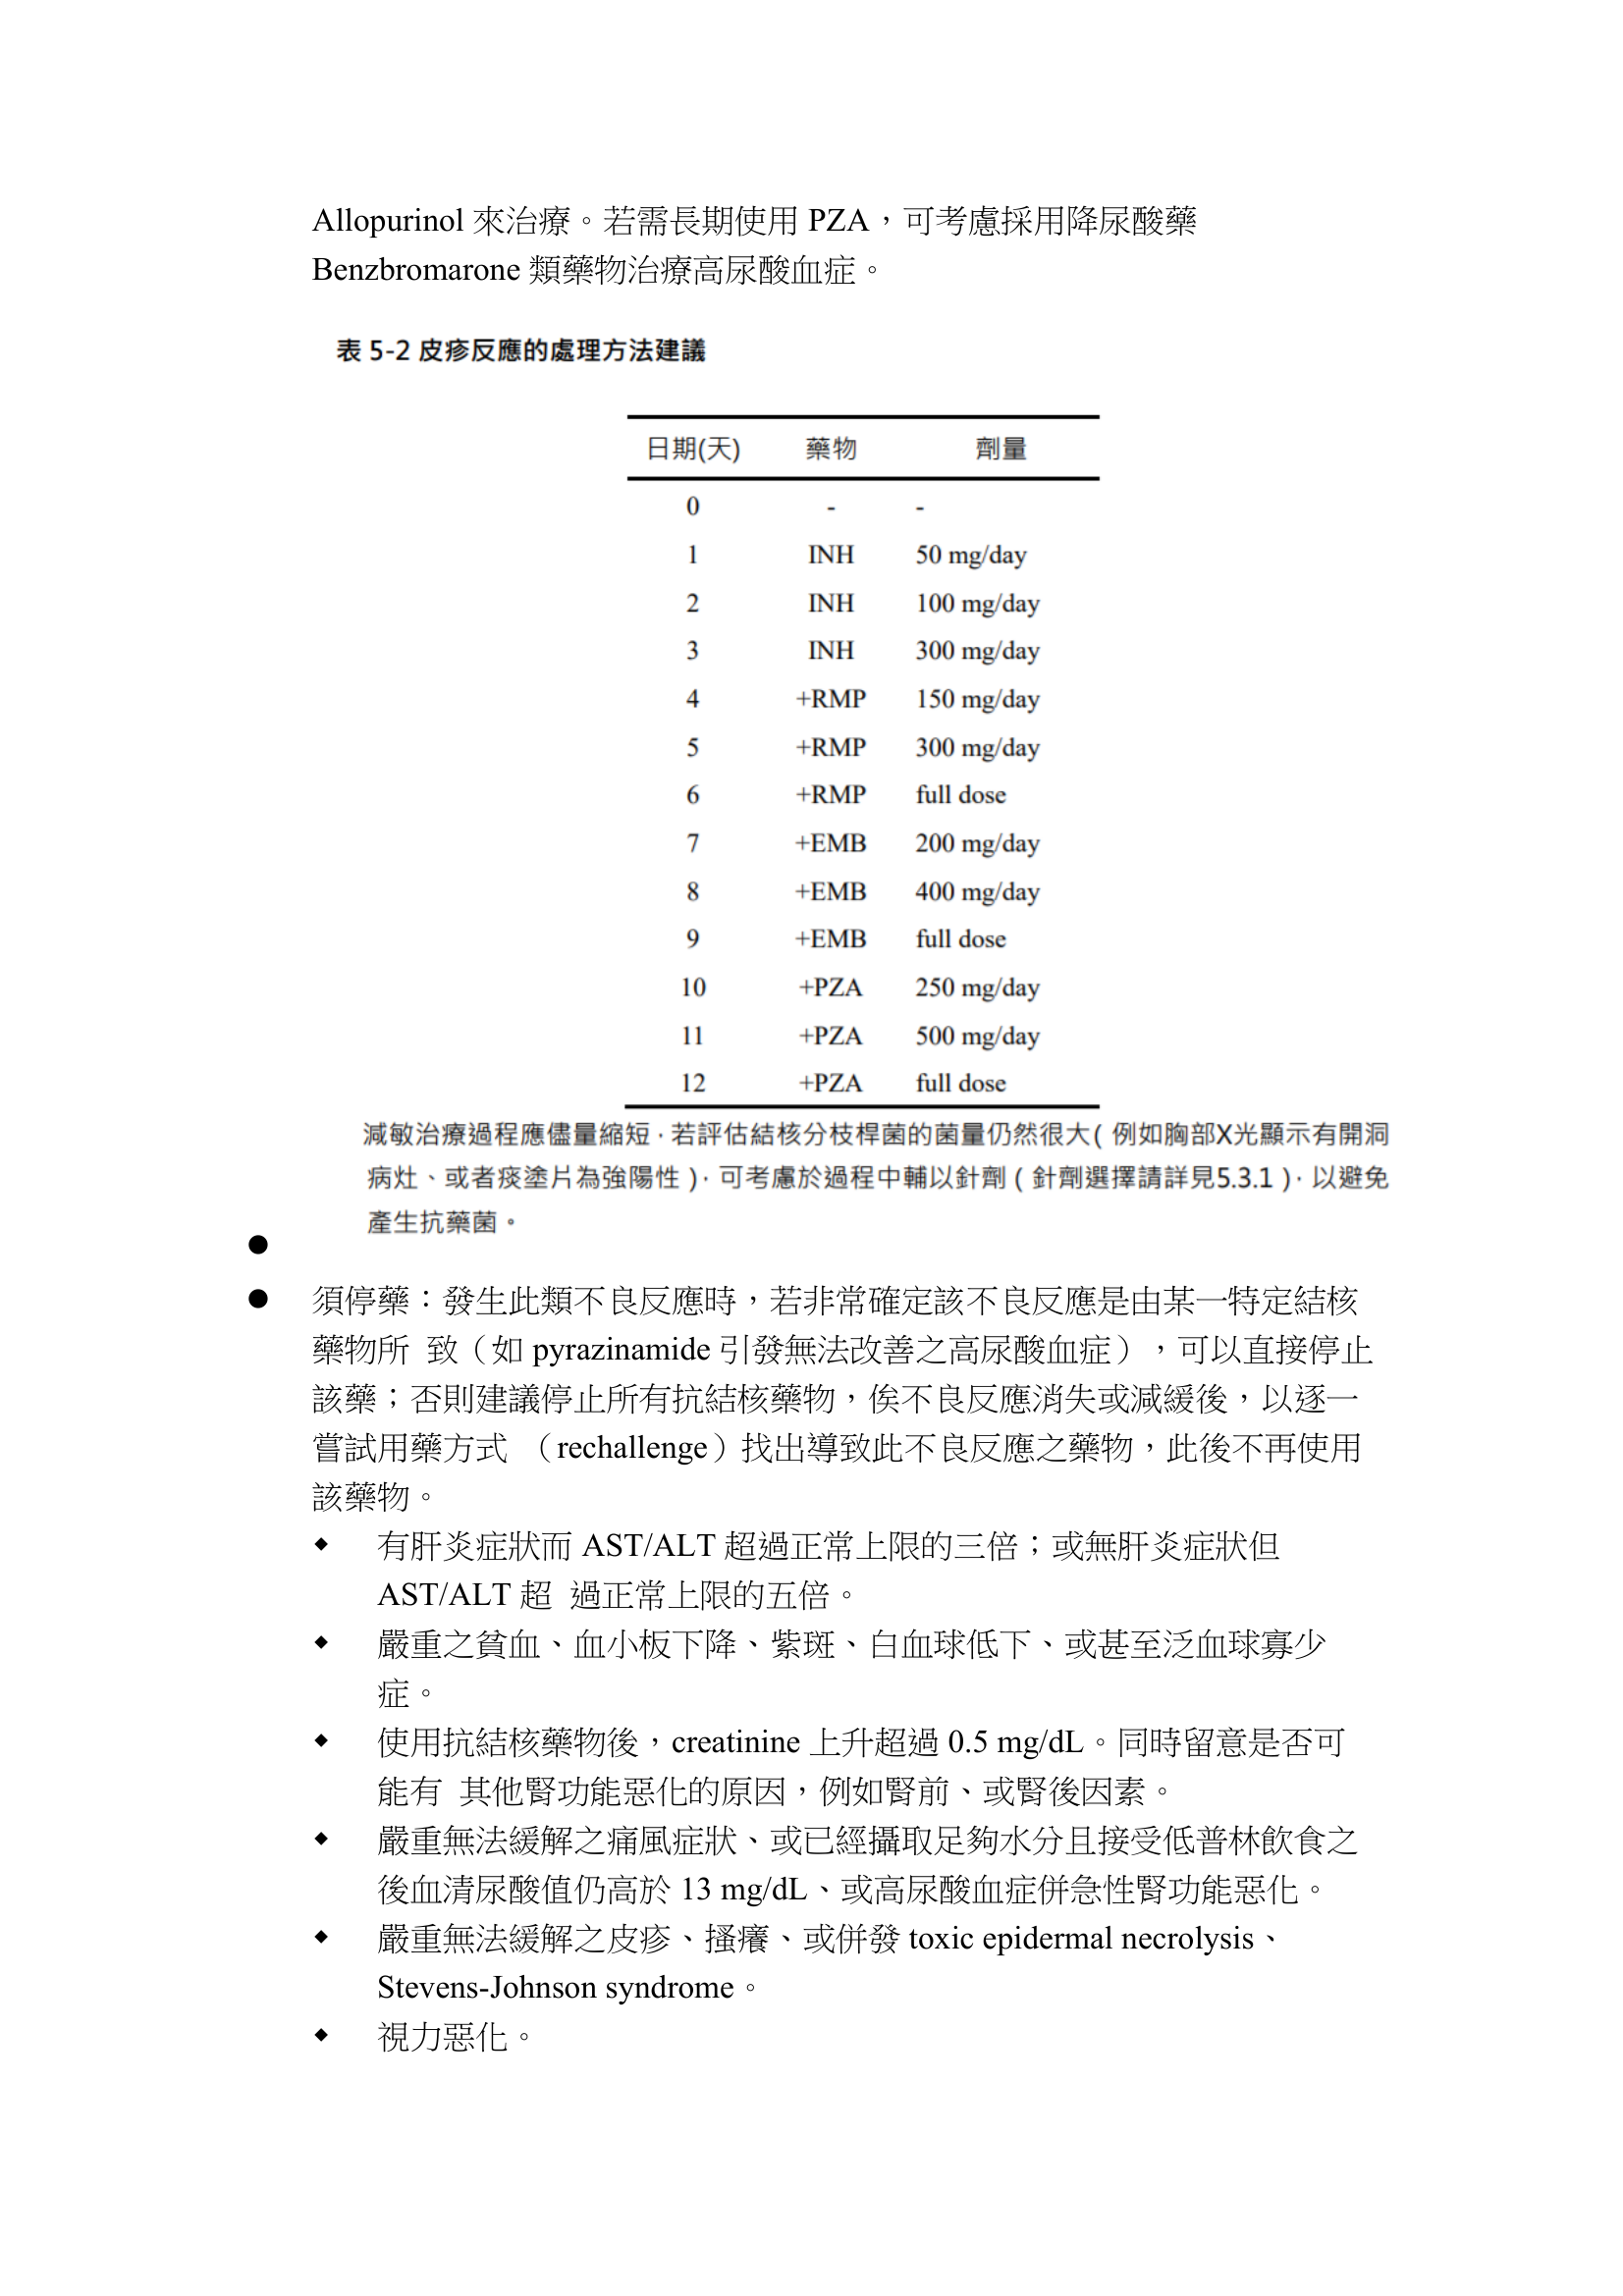 Allopurinol 來治療。若需長期使用 PZA，可考慮採用降尿酸藥
Benzbromarone 類藥物治療高尿酸血症。
表 5-2 皮疹反應的處理方法建議
日期(天) 藥物 劑量
0 - -
1 INH 50 mg/day
2 INH 100 mg/day
3 INH 300 mg/day
4 +RMP 150 mg/day
5 +RMP 300 mg/day
6 +RMP full dose
7 +EMB 200 mg/day
8 +EMB 400 mg/day
9 +EMB full dose
10 +PZA 250 mg/day
11 +PZA 500 mg/day
12 +PZA full dose
減敏治療過程應儘量縮短，若評估結核分枝桿菌的菌量仍然很大（例如胸部X光顯示有開洞
病灶、或者痰塗片為強陽性），可考慮於過程中輔以針劑（針劑選擇請詳見5.3.1），以避免
產生抗藥菌。
●
● 須停藥：發生此類不良反應時，若非常確定該不良反應是由某一特定結核
藥物所 致（如 pyrazinamide 引發無法改善之高尿酸血症），可以直接停止
該藥；否則建議停止所有抗結核藥物，俟不良反應消失或減緩後，以逐一
嘗試用藥方式 （rechallenge）找出導致此不良反應之藥物，此後不再使用
該藥物。
◆ 有肝炎症狀而 AST/ALT 超過正常上限的三倍；或無肝炎症狀但
AST/ALT 超 過正常上限的五倍。
◆ 嚴重之貧血、血小板下降、紫斑、白血球低下、或甚至泛血球寡少
症。
◆ 使用抗結核藥物後，creatinine 上升超過 0.5 mg/dL。同時留意是否可
能有 其他腎功能惡化的原因，例如腎前、或腎後因素。
◆ 嚴重無法緩解之痛風症狀、或已經攝取足夠水分且接受低普林飲食之
後血清尿酸值仍高於 13 mg/dL、或高尿酸血症併急性腎功能惡化。
◆ 嚴重無法緩解之皮疹、搔癢、或併發 toxic epidermal necrolysis、
Stevens-Johnson syndrome。
◆ 視力惡化。